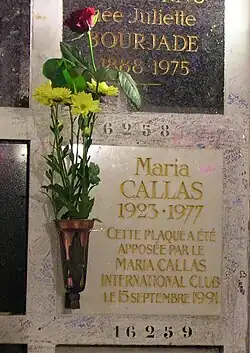 née Juliette
BOURJADE
1888-1975
6258
Maria
CALLAS
1923·1977
CETTE PLAQUE A ÉTÉ
APPOSÉE PAR LE
MARIA CALLAS
INTERNATIONAL CLUB
LE 15 SEPTEMBRE 1991
16259